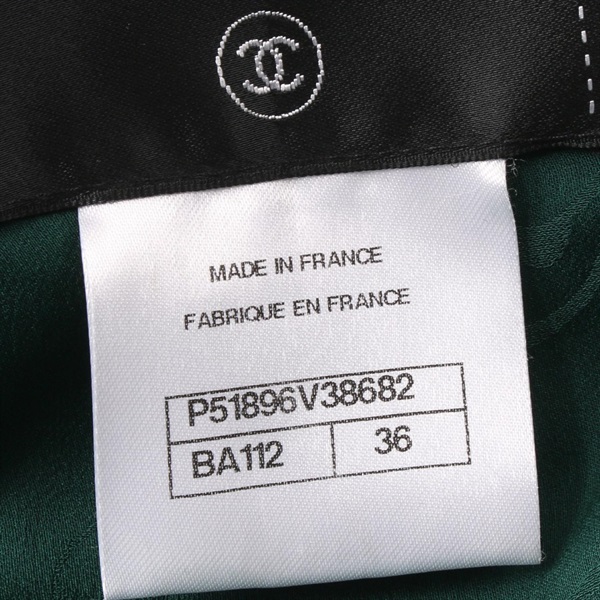 MADE IN FRANCE
FABRIQUE EN FRANCE
P51896V38682
BA112 36